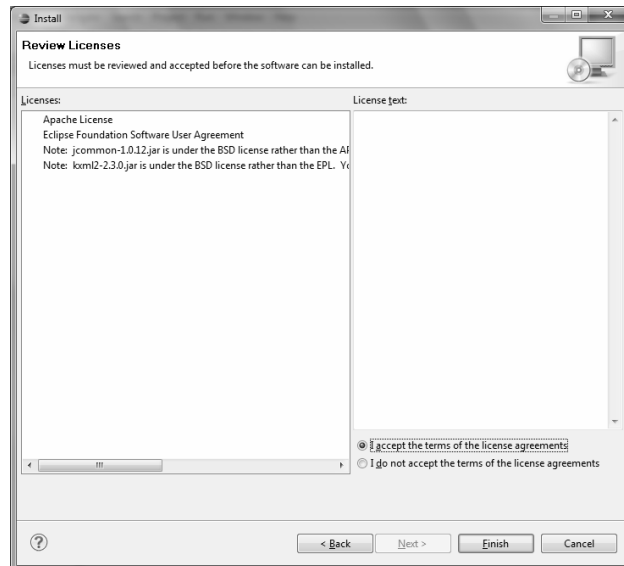 Install
Review Licenses
Licenses must be reviewed and accepted before the software can be installed.
Licenses:
License text:
Apache License
Eclipse Foundation Software User Agreement
Note: jcommon-1.0.12.jar is under the BSD license rather than the
Note: kxml2-2.3.0.jar is under the BSD license rather than the EPL. Yo
I accept the terms of the license agreements
I do not accept the terms of the license agreements
< Back
Next >
Finish
Cancel